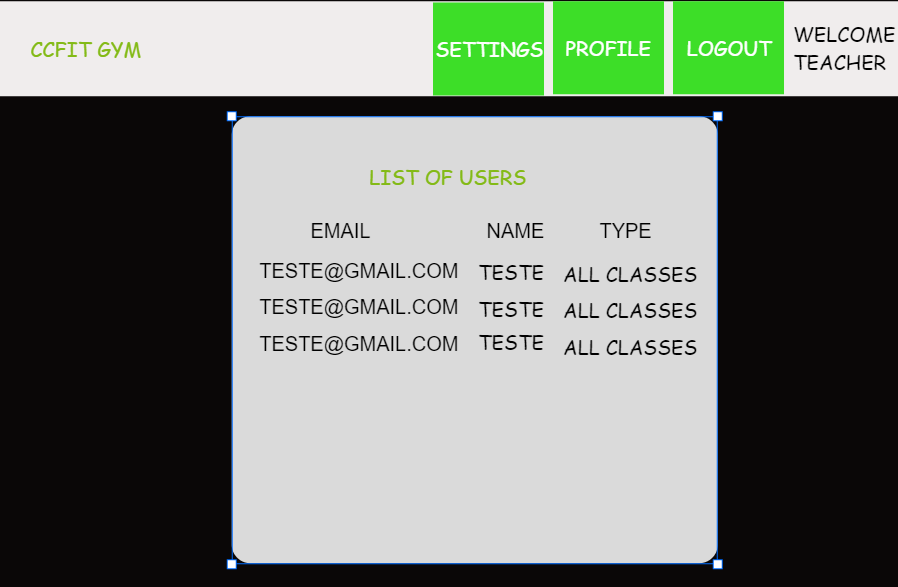 CCFIT GYM
SETTINGS
PROFILE
LOGOUT
WELCOME
TEACHER
LIST OF USERS
EMAIL NAME TYPE
TESTE@GMAIL.COM TESTE ALL CLASSES
TESTE@GMAIL.COM TESTE ALL CLASSES
TESTE@GMAIL.COM TESTE ALL CLASSES